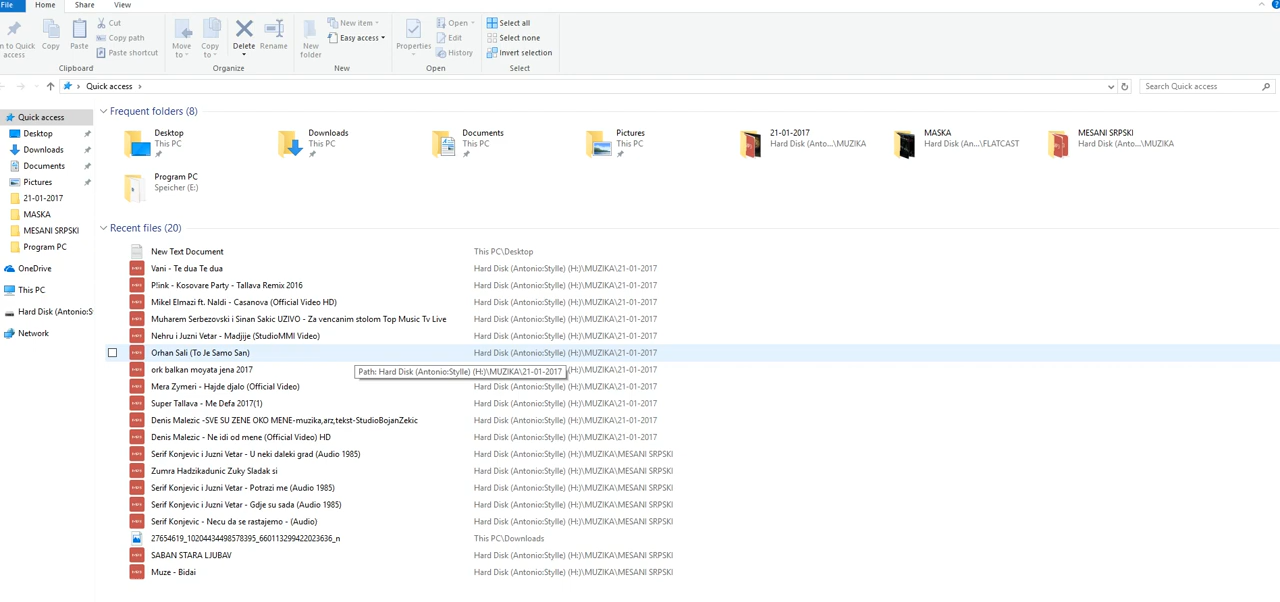 File Home Share View
Cut
Copy path
Paste shortcut
n to Quick access
Copy
Paste
Clipboard
Move to
Copy to
Delete
Rename
Organize
New folder
New item
Easy access
New
Properties
Open
Edit
History
Open
Select all
Select none
Invert selection
Select
Quick access
Search Quick access
Quick access
Desktop
Downloads
Documents
Pictures
21-01-2017
MASKA
MESANI SRPSKI
Program PC
OneDrive
This PC
Hard Disk (Antonio:S
Network
Frequent folders (8)
Desktop
This PC
Downloads
This PC
Documents
This PC
Pictures
This PC
21-01-2017
Hard Disk (Anto...\MUZIKA
MASKA
Hard Disk (An...\FLATCAST
MESANI SRPSKI
Hard Disk (Anto...\MUZIKA
Program PC
Speicher (E:)
Recent files (20)
New Text Document This PC\Desktop
Vani - Te dua Te dua Hard Disk (Antonio:Stylle) (H:)\MUZIKA\21-01-2017
P!ink - Kosovare Party - Tallava Remix 2016 Hard Disk (Antonio:Stylle) (H:)\MUZIKA\21-01-2017
Mikel Elmazi ft. Naldi - Casanova (Official Video HD) Hard Disk (Antonio:Stylle) (H:)\MUZIKA\21-01-2017
Muharem Serbezovski i Sinan Sakic UZIVO - Za vencanim stolom Top Music Tv Live Hard Disk (Antonio:Stylle) (H:)\MUZIKA\21-01-2017
Nehru i Juzni Vetar - Madjije (StudioMMI Video) Hard Disk (Antonio:Stylle) (H:)\MUZIKA\21-01-2017
Orhan Sali (To Je Samo San) Hard Disk (Antonio:Stylle) (H:)\MUZIKA\21-01-2017
ork balkan moyata jena 2017 (H:)\MUZIKA\21-01-2017
Path: Hard Disk (Antonio:Stylle) (H:)\MUZIKA\21-01-2017
Mera Zymeri - Hajde djalo (Official Video) Hard Disk (Antonio:Stylle) (H:)\MUZIKA\21-01-2017
Super Tallava - Me Defa 2017(1) Hard Disk (Antonio:Stylle) (H:)\MUZIKA\21-01-2017
Denis Malezic -SVE SU ZENE OKO MENE-muzika,arz,tekst-StudioBojanZekic Hard Disk (Antonio:Stylle) (H:)\MUZIKA\21-01-2017
Denis Malezic - Ne idi od mene (Official Video) HD Hard Disk (Antonio:Stylle) (H:)\MUZIKA\21-01-2017
Serif Konjevic i Juzni Vetar - U neki daleki grad (Audio 1985) Hard Disk (Antonio:Stylle) (H:)\MUZIKA\MESANI SRPSKI
Zumra Hadzikadunic Zuky Sladak si Hard Disk (Antonio:Stylle) (H:)\MUZIKA\MESANI SRPSKI
Serif Konjevic i Juzni Vetar - Potrazi me (Audio 1985) Hard Disk (Antonio:Stylle) (H:)\MUZIKA\MESANI SRPSKI
Serif Konjevic i Juzni Vetar - Gdje su sada (Audio 1985) Hard Disk (Antonio:Stylle) (H:)\MUZIKA\MESANI SRPSKI
Serif Konjevic - Necu da se rastajemo - (Audio) Hard Disk (Antonio:Stylle) (H:)\MUZIKA\MESANI SRPSKI
27654619_10204434498578395_660113299422023636_n This PC\Downloads
SABAN STARA LJUBAV Hard Disk (Antonio:Stylle) (H:)\MUZIKA\MESANI SRPSKI
Muze - Bidai Hard Disk (Antonio:Stylle) (H:)\MUZIKA\MESANI SRPSKI